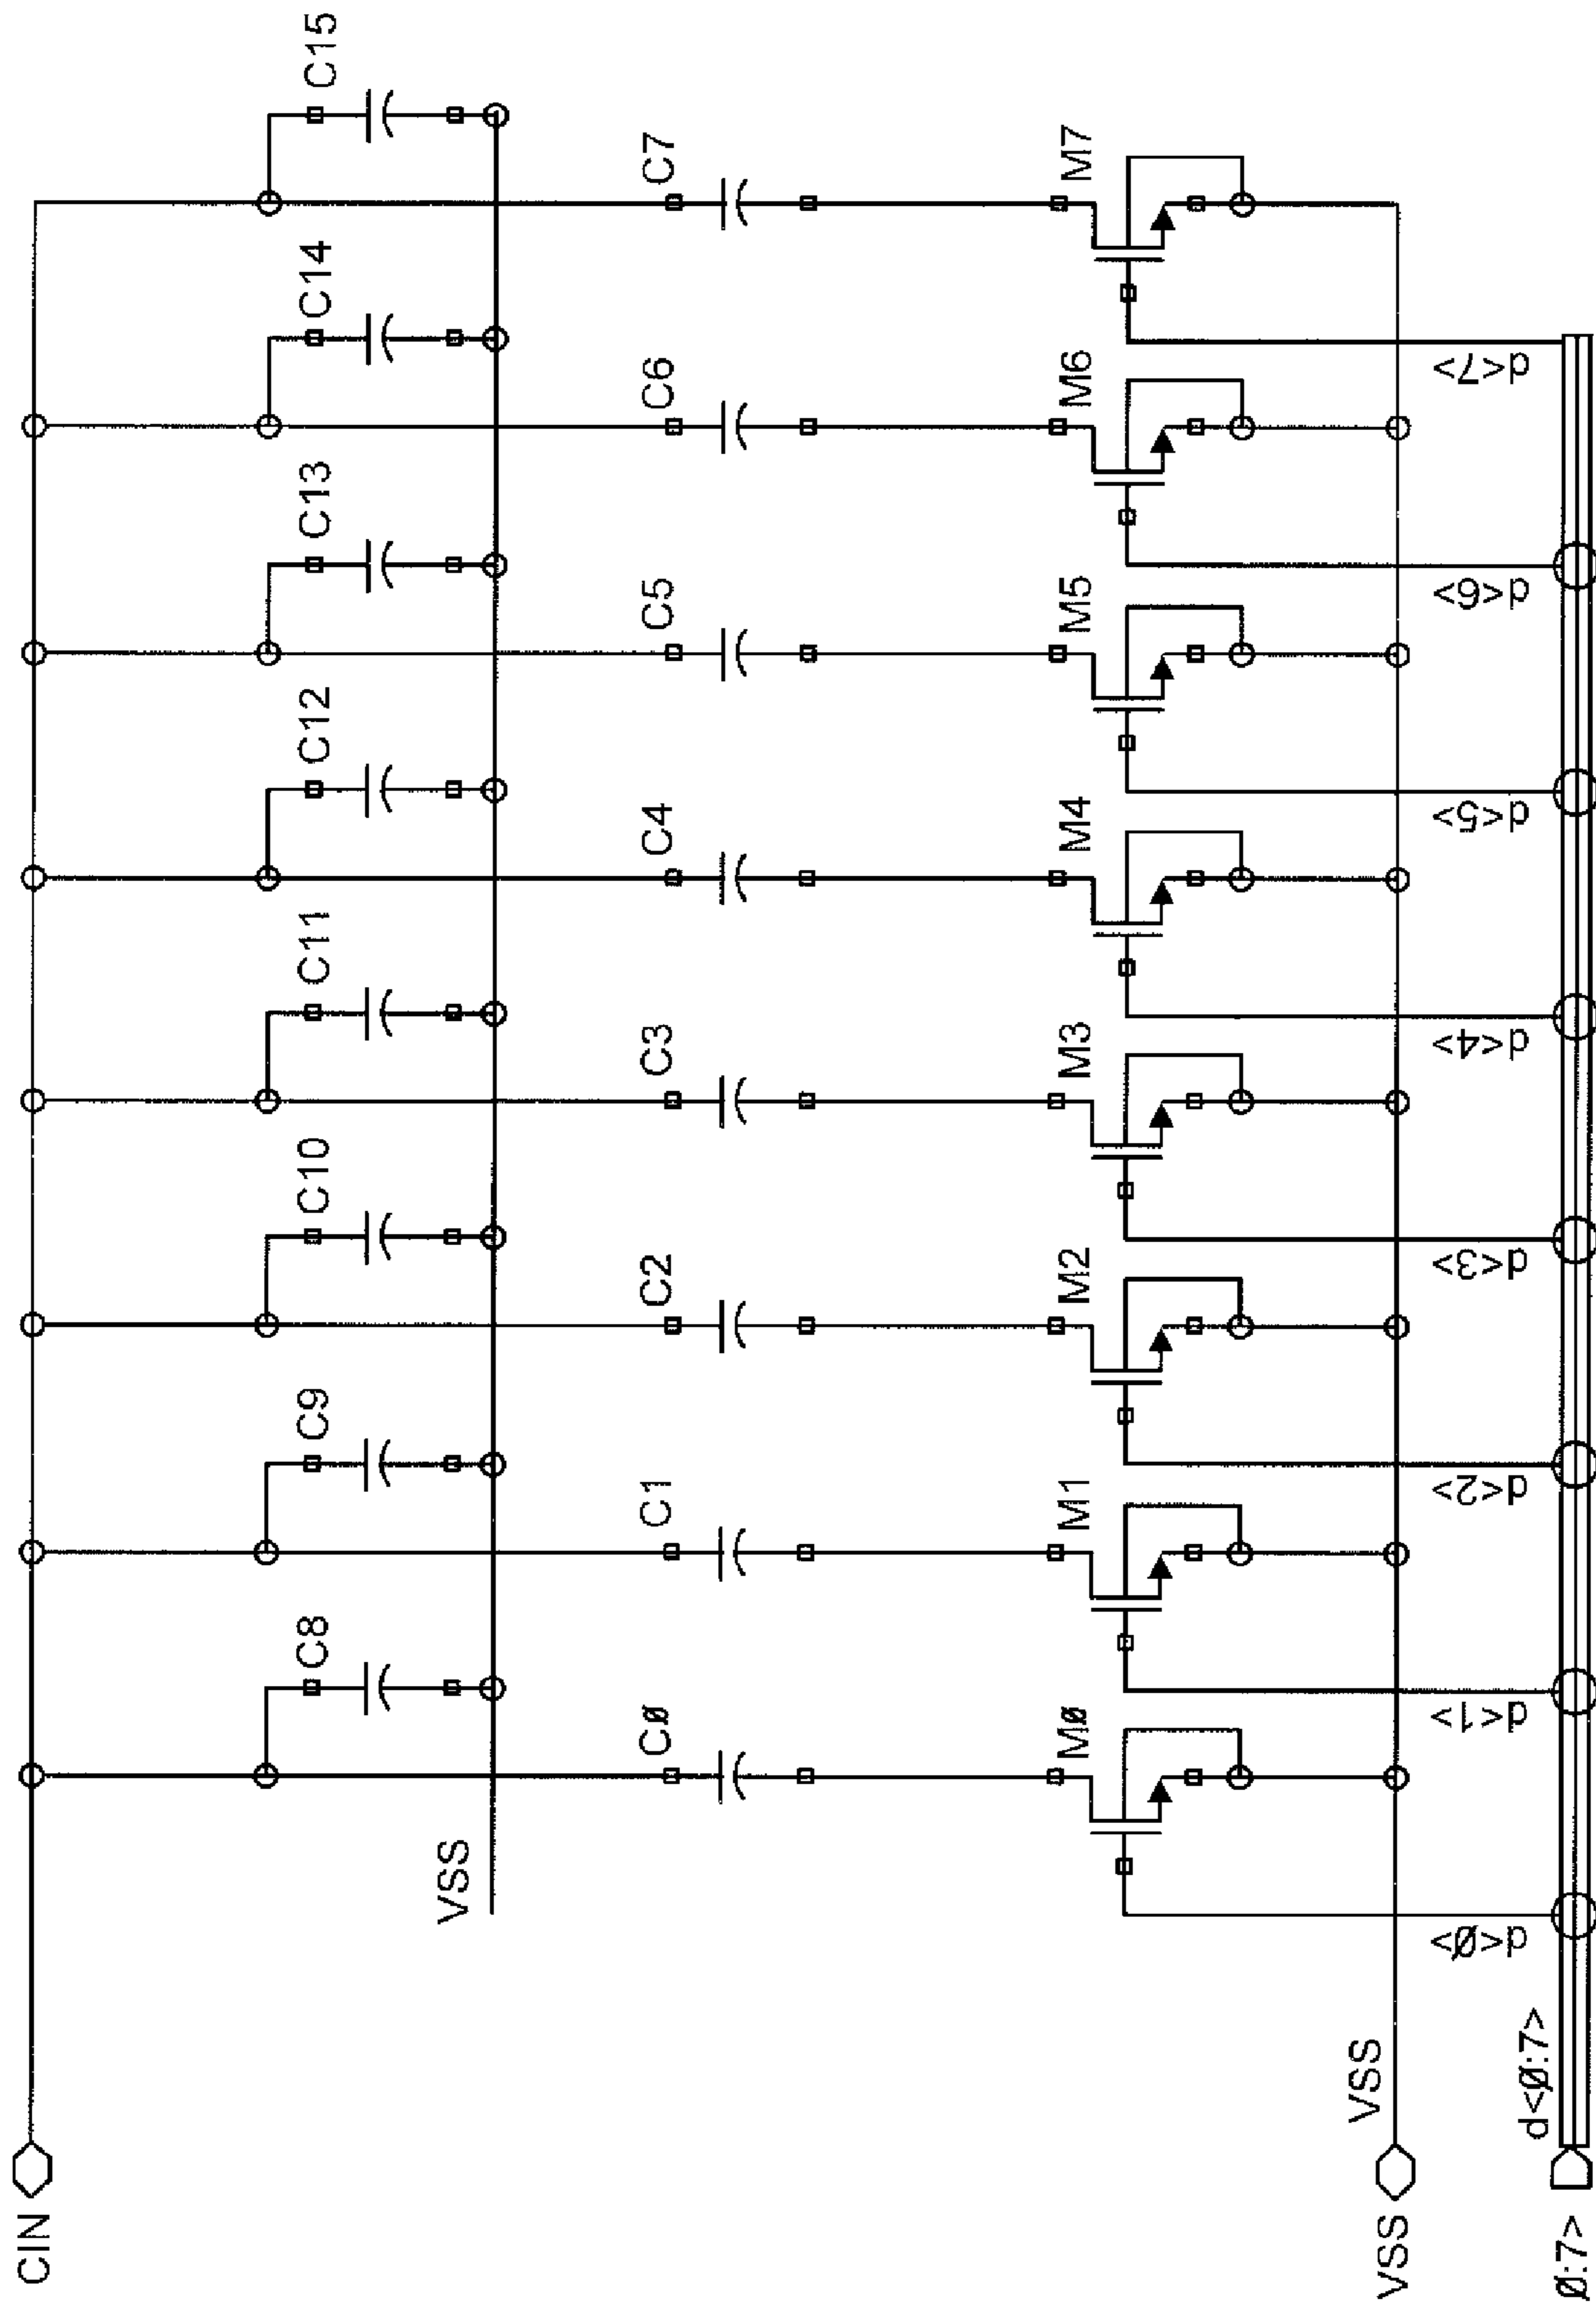 CIN
C8
C9
C10
C11
C12
C13
C14
C15
VSS
CØ
C1
C2
C3
C4
C5
C6
C7
MØ
M1
M2
M3
M4
M5
M6
M7
VSS
VSS
d<Ø>
d<1>
d<2>
d<3>
d<4>
d<5>
d<6>
d<7>
d<Ø:7>
Ø:7>